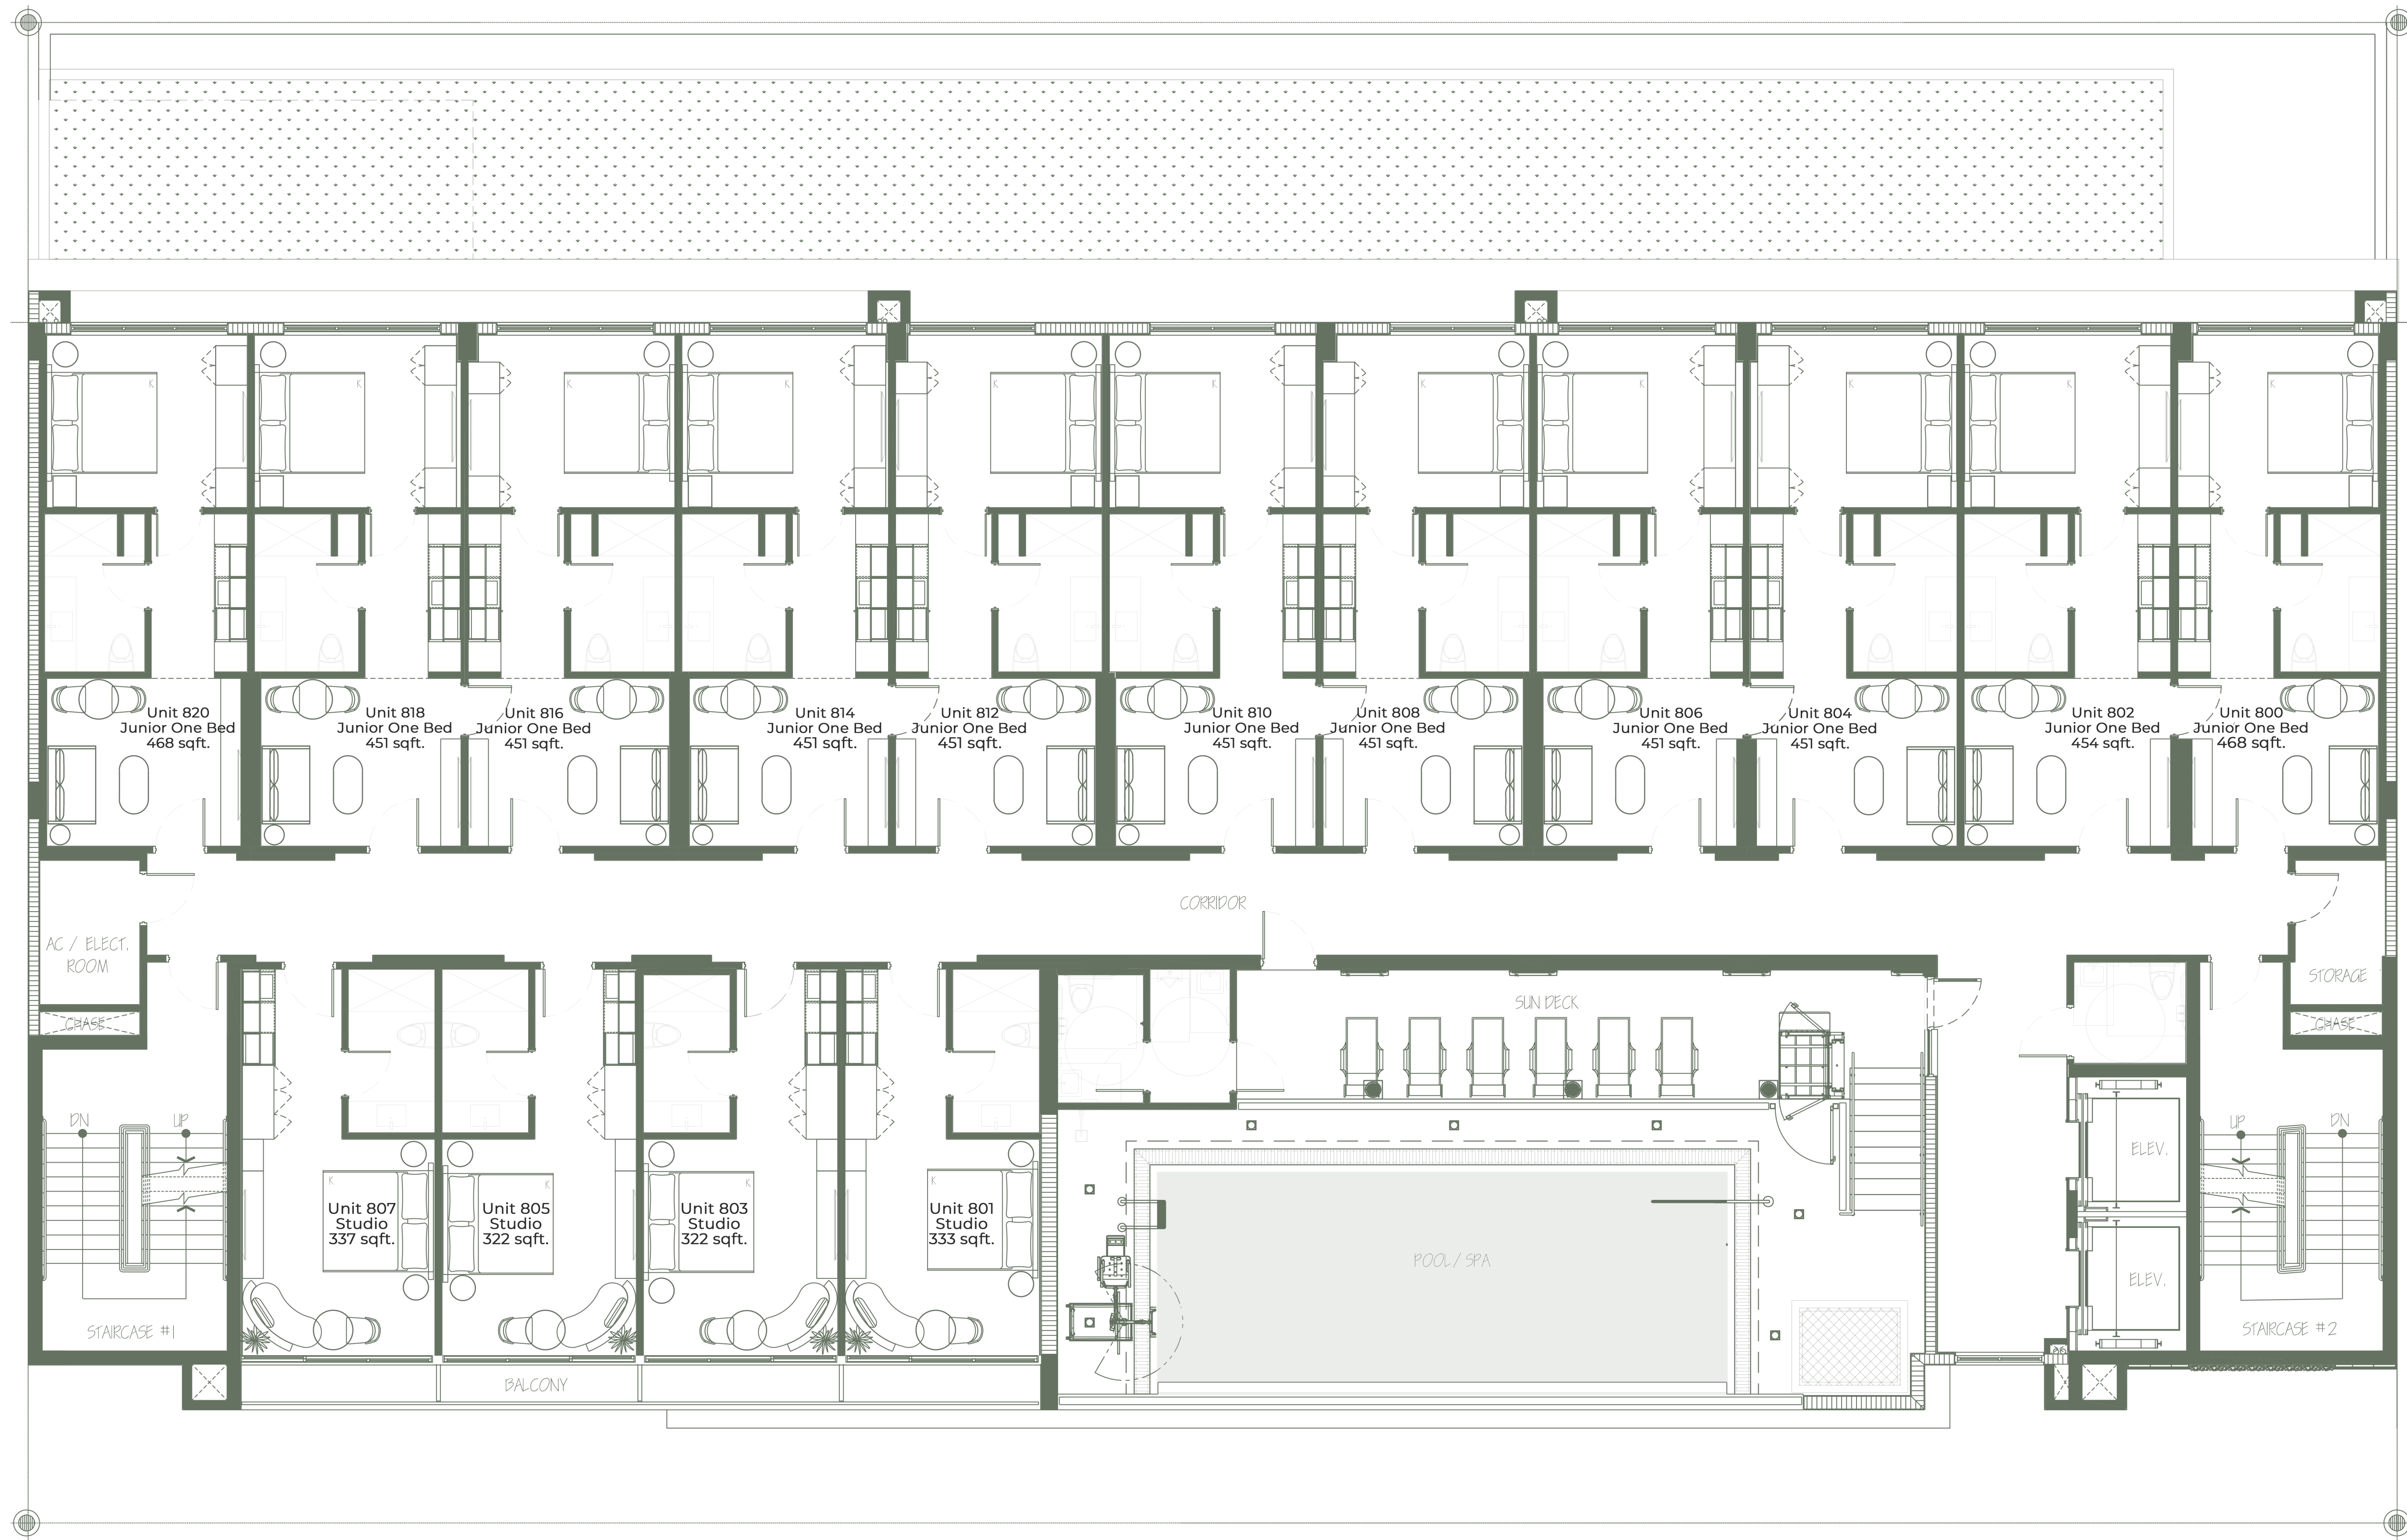 K
K
K
K
K
K
K
K
K
K
K
Unit 820
Junior One Bed
468 sqft.
Unit 818
Junior One Bed
451 sqft.
Unit 816
Junior One Bed
451 sqft.
Unit 814
Junior One Bed
451 sqft.
Unit 812
Junior One Bed
451 sqft.
Unit 810
Junior One Bed
451 sqft.
Unit 808
Junior One Bed
451 sqft.
Unit 806
Junior One Bed
451 sqft.
Unit 804
Junior One Bed
451 sqft.
Unit 802
Junior One Bed
454 sqft.
Unit 800
Junior One Bed
468 sqft.
CORRIDOR
AC / ELECT.
ROOM
CHASE
STORAGE
CHASE
SUN DECK
DN
UP
UP
DN
ELEV.
ELEV.
K
K
K
K
Unit 807
Studio
337 sqft.
Unit 805
Studio
322 sqft.
Unit 803
Studio
322 sqft.
Unit 801
Studio
333 sqft.
POOL / SPA
STAIRCASE #1
STAIRCASE #2
BALCONY